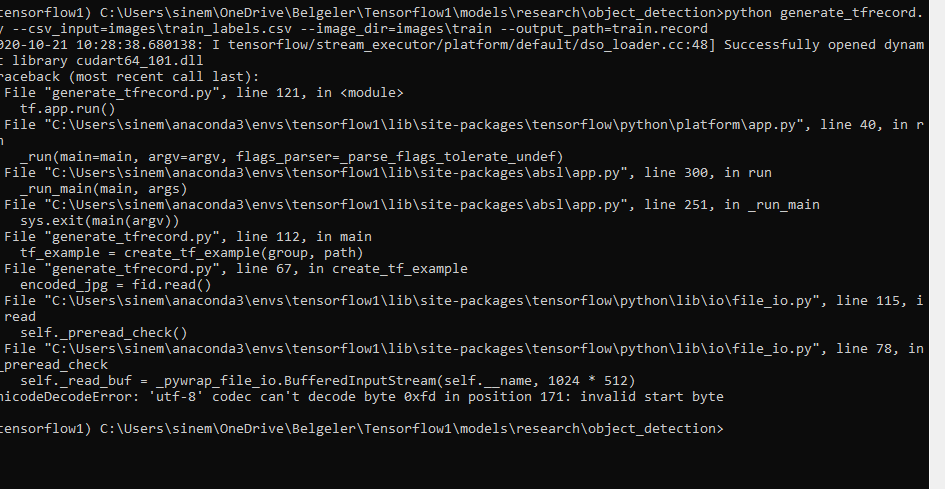 tensorflow1) C:\Users\sinem\OneDrive\Belgeler\Tensorflow1\models\research\object_detection>python generate_tfrecord.
y --csv_input=images\train_labels.csv --image_dir=images\train --output_path=train.record
020-10-21 10:28:38.680138: I tensorflow/stream_executor/platform/default/dso_loader.cc:48] Successfully opened dynam
c library cudart64_101.dll
raceback (most recent call last):
File "generate_tfrecord.py", line 121, in <module>
tf.app.run()
File "C:\Users\sinem\anaconda3\envs\tensorflow1\lib\site-packages\tensorflow\python\platform\app.py", line 40, in r
n
_run(main=main, argv=argv, flags_parser=_parse_flags_tolerate_undef)
File "C:\Users\sinem\anaconda3\envs\tensorflow1\lib\site-packages\absl\app.py", line 300, in run
_run_main(main, args)
File "C:\Users\sinem\anaconda3\envs\tensorflow1\lib\site-packages\absl\app.py", line 251, in _run_main
sys.exit(main(argv))
File "generate_tfrecord.py", line 112, in main
tf_example = create_tf_example(group, path)
File "generate_tfrecord.py", line 67, in create_tf_example
encoded_jpg = fid.read()
File "C:\Users\sinem\anaconda3\envs\tensorflow1\lib\site-packages\tensorflow\python\lib\io\file_io.py", line 115, i
read
self._preread_check()
File "C:\Users\sinem\anaconda3\envs\tensorflow1\lib\site-packages\tensorflow\python\lib\io\file_io.py", line 78, in
_preread_check
self._read_buf = _pywrap_file_io.BufferedInputStream(self.__name, 1024 * 512)
nicodeDecodeError: 'utf-8' codec can't decode byte 0xfd in position 171: invalid start byte
tensorflow1) C:\Users\sinem\OneDrive\Belgeler\Tensorflow1\models\research\object_detection>